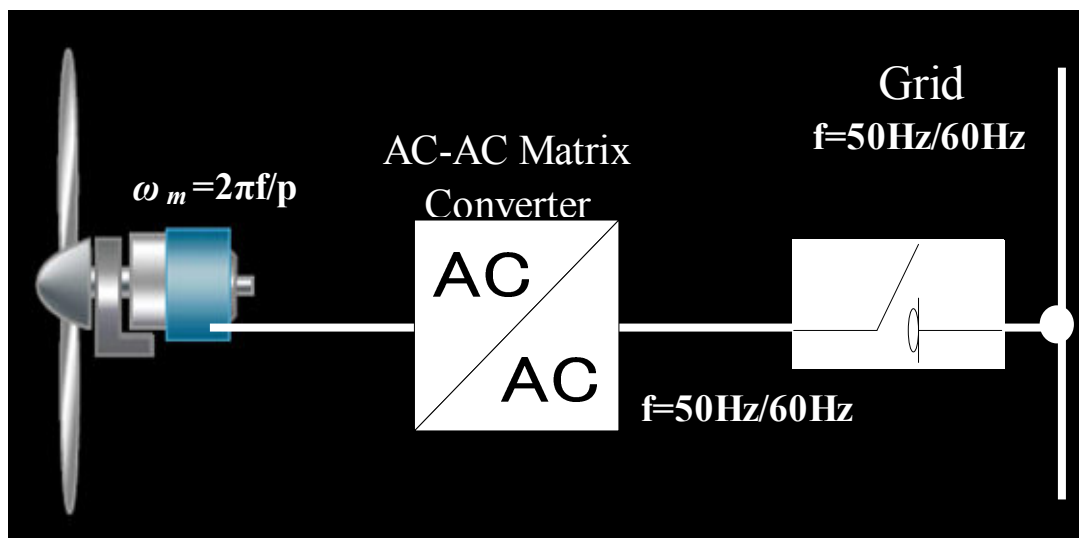 Grid
f=50Hz/60Hz
AC-AC Matrix
Converter
ω m =2πf/p
AC
AC
f=50Hz/60Hz